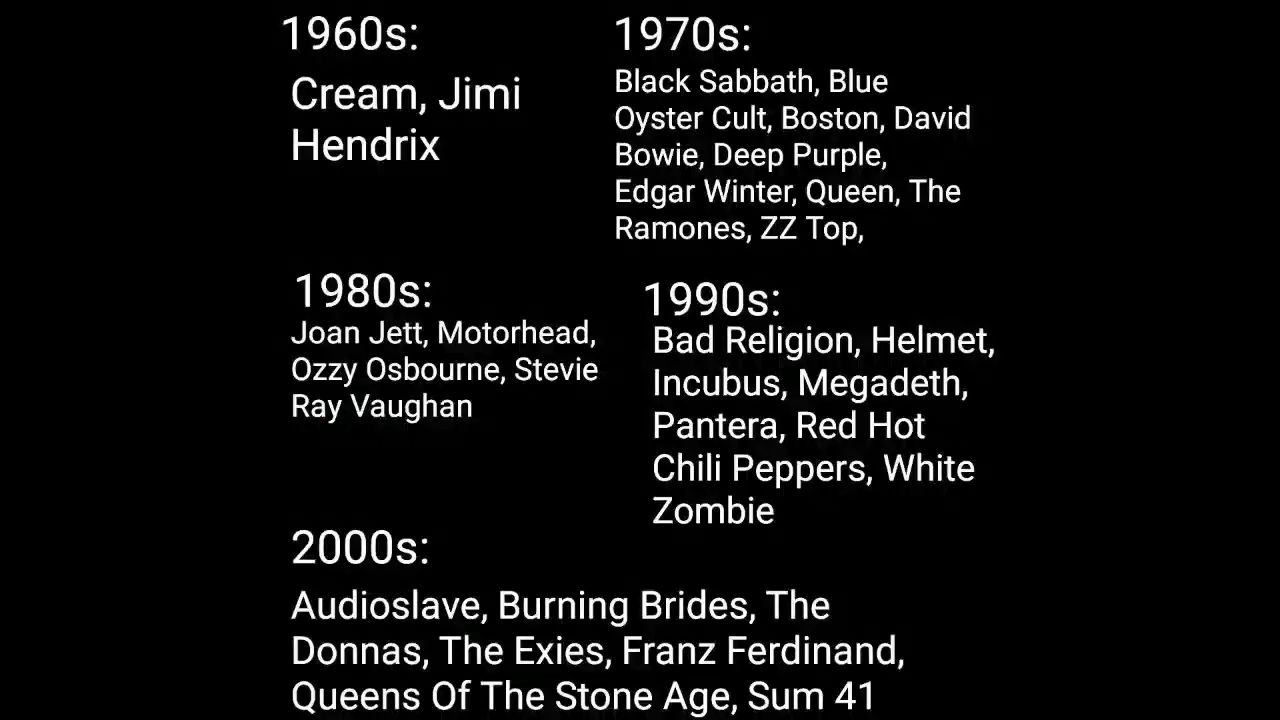 1960s:
Cream, Jimi
Hendrix
1970s:
Black Sabbath, Blue
Oyster Cult, Boston, David
Bowie, Deep Purple,
Edgar Winter, Queen, The
Ramones, ZZ Top,
1980s:
Joan Jett, Motorhead,
Ozzy Osbourne, Stevie
Ray Vaughan
1990s:
Bad Religion, Helmet,
Incubus, Megadeth,
Pantera, Red Hot
Chili Peppers, White
Zombie
2000s:
Audioslave, Burning Brides, The
Donnas, The Exies, Franz Ferdinand,
Queens Of The Stone Age, Sum 41